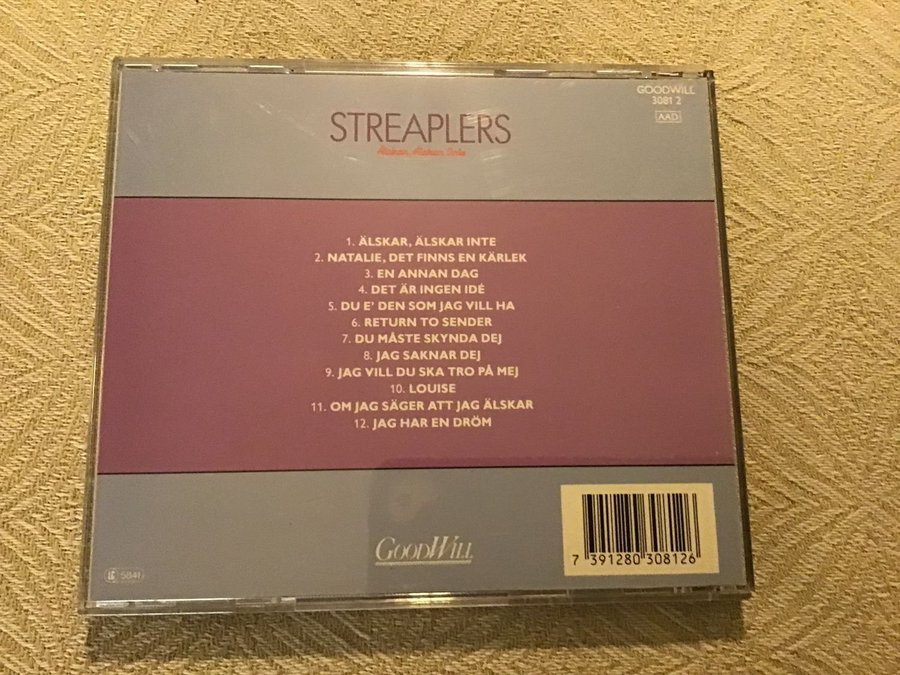 GOODWILL
3081 2
AAD
STREAPLERS
Älskar, Älskar Inte
1. ÄLSKAR, ÄLSKAR INTE
2. NATALIE, DET FINNS EN KÄRLEK
3. EN ANNAN DAG
4. DET ÄR INGEN IDÉ
5. DU E' DEN SOM JAG VILL HA
6. RETURN TO SENDER
7. DU MÅSTE SKYNDA DEJ
8. JAG SAKNAR DEJ
9. JAG VILL DU SKA TRO PÅ MEJ
10. LOUISE
11. OM JAG SÄGER ATT JAG ÄLSKAR
12. JAG HAR EN DRÖM
GOODWILL
7 391280 308126
LC